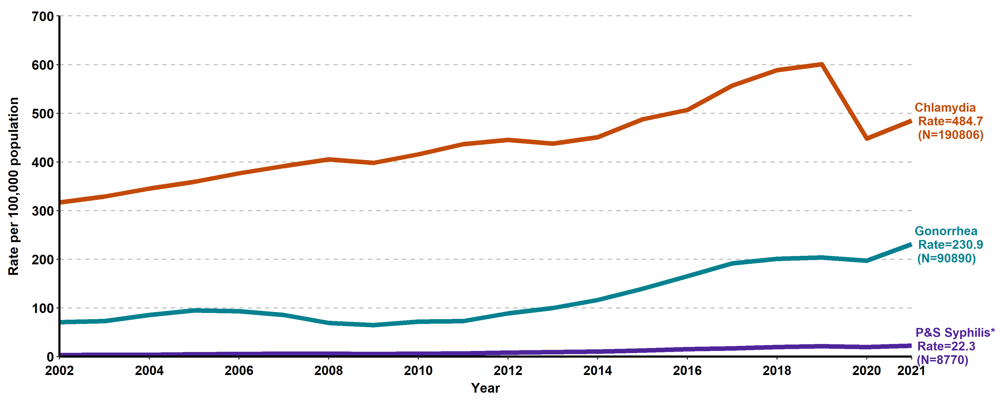 Rate per 100,000 population
700
600
500
400
300
200
100
0
2002 2004 2006 2008 2010 2012 2014 2016 2018 2020 2021
Year
Chlamydia
Rate=484.7
(N=190806)
Gonorrhea
Rate=230.9
(N=90890)
P&S Syphilis*
Rate=22.3
(N=8770)